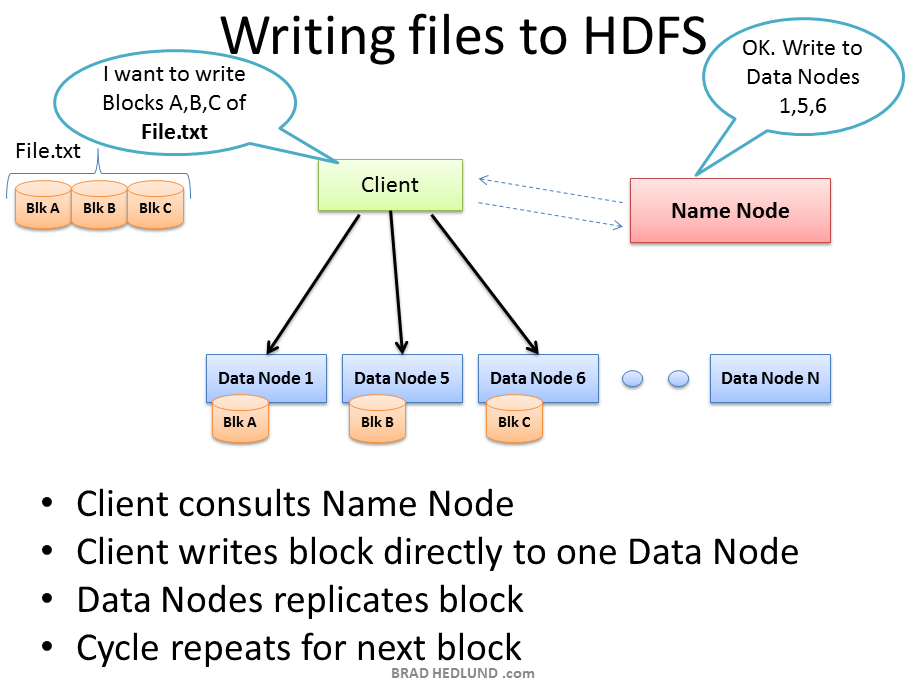 Writing files to HDFS
I want to write
Blocks A,B,C of
File.txt
OK. Write to
Data Nodes
1,5,6
File.txt
Blk A
Blk B
Blk C
Client
Name Node
Data Node 1
Data Node 5
Data Node 6
Data Node N
Blk A
Blk B
Blk C
• Client consults Name Node
• Client writes block directly to one Data Node
• Data Nodes replicates block
• Cycle repeats for next block
BRAD HEDLUND .com